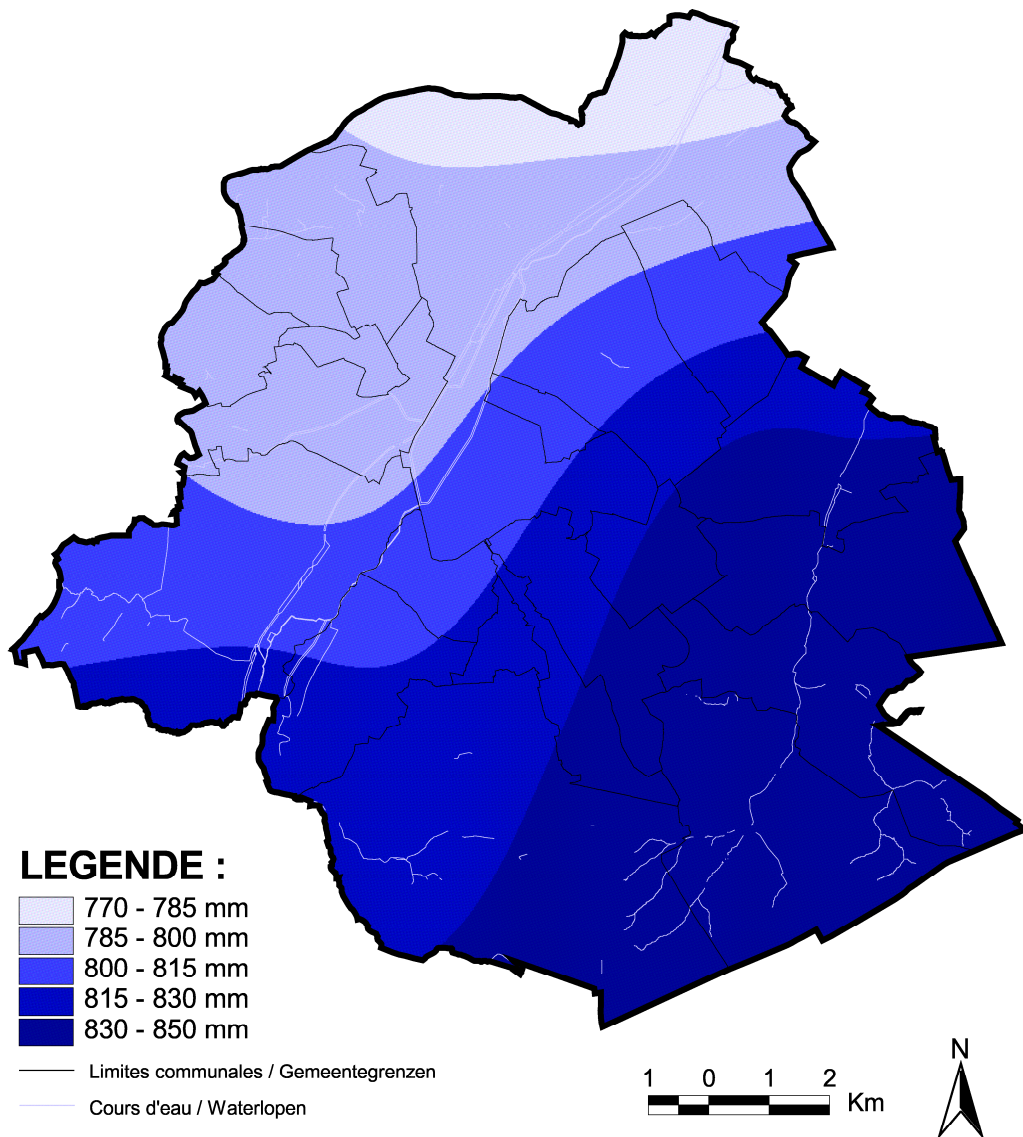 LEGENDE :
770 - 785 mm
785 - 800 mm
800 - 815 mm
815 - 830 mm
830 - 850 mm
Limites communales / Gemeentegrenzen
Cours d'eau / Waterlopen
1 0 1 2
Km
N